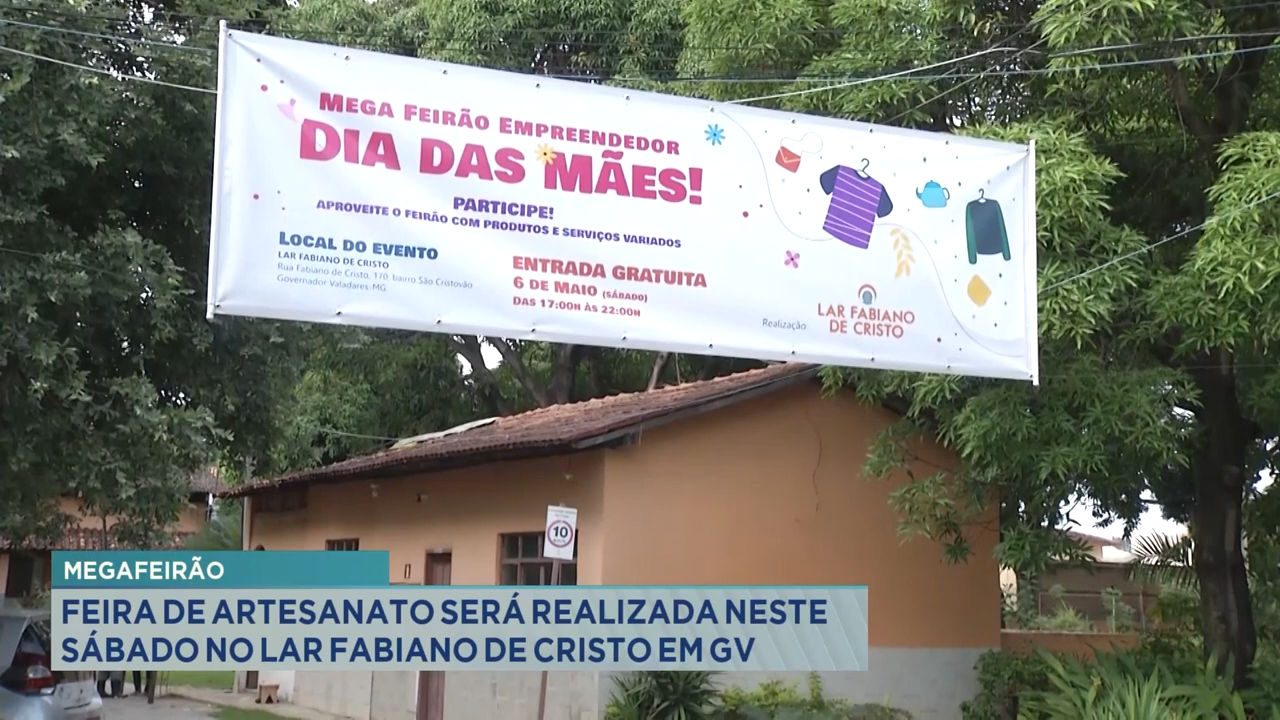 MEGA FEIRÃO EMPREENDEDOR
DIA DAS MÃES!
PARTICIPE!
APROVEITE O FEIRÃO COM PRODUTOS E SERVIÇOS VARIADOS
LOCAL DO EVENTO
LAR FABIANO DE CRISTO
Rua Fabiano de Cristo, 170, bairro São Cristovão
Governador Valadares-MG
ENTRADA GRATUITA
6 DE MAIO (SÁBADO)
DAS 17:00H ÀS 22:00H
Realização
LAR FABIANO
DE CRISTO
10
MEGAFEIRÃO
FEIRA DE ARTESANATO SERÁ REALIZADA NESTE
SÁBADO NO LAR FABIANO DE CRISTO EM GV